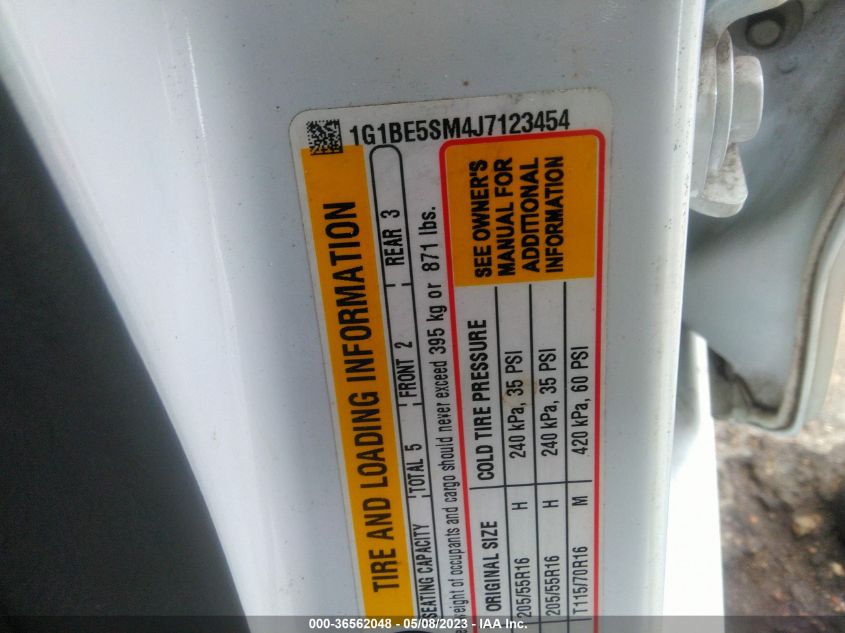 1G1BE5SM4J7123454
TIRE AND LOADING INFORMATION
SEATING CAPACITY TOTAL 5 FRONT 2 REAR 3
weight of occupants and cargo should never exceed 395 kg or 871 lbs.
ORIGINAL SIZE COLD TIRE PRESSURE
205/55R16 H 240 kPa, 35 PSI
205/55R16 H 240 kPa, 35 PSI
T115/70R16 M 420 kPa, 60 PSI
SEE OWNER'S
MANUAL FOR
ADDITIONAL
INFORMATION
000-36562048 - 05/08/2023 - IAA Inc.